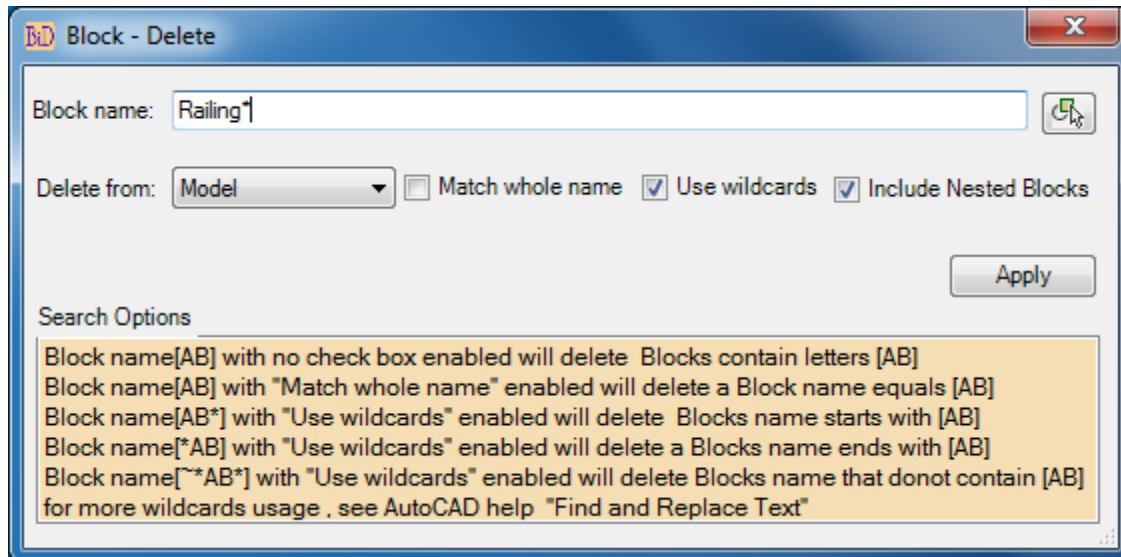 BiD Block - Delete
Block name: Railing*
Delete from: Model Match whole name Use wildcards Include Nested Blocks
Apply
Search Options
Block name[AB] with no check box enabled will delete  Blocks contain letters [AB]
Block name[AB] with "Match whole name" enabled will delete a Block name equals [AB]
Block name[AB*] with "Use wildcards" enabled will delete  Blocks name starts with [AB]
Block name[*AB] with "Use wildcards" enabled will delete a Blocks name ends with [AB]
Block name[~*AB*] with "Use wildcards" enabled will delete Blocks name that donot contain [AB]
for more wildcards usage , see AutoCAD help  "Find and Replace Text"